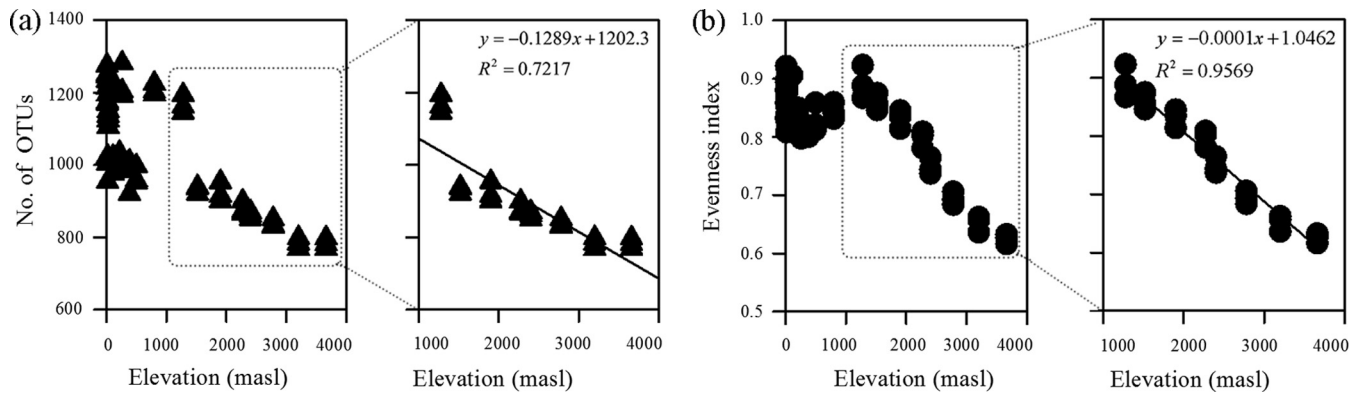 (a)
No. of OTUs
1400
1200
1000
800
600
0 1000 2000 3000 4000
Elevation (masl)
y = −0.1289x+1202.3
R² = 0.7217
1000 2000 3000 4000
Elevation (masl)
(b)
Evenness index
1.0
0.9
0.8
0.7
0.6
0.5
0 1000 2000 3000 4000
Elevation (masl)
y = −0.0001x+1.0462
R² = 0.9569
1000 2000 3000 4000
Elevation (masl)